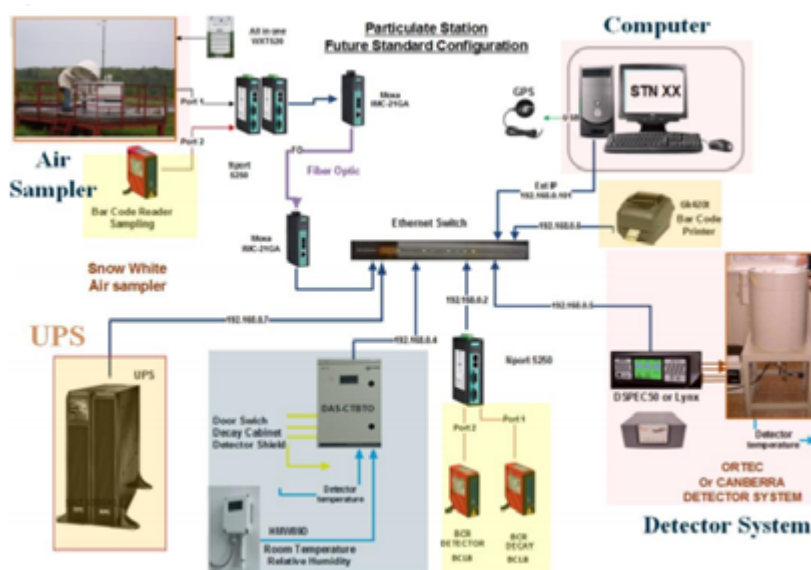 Particulate Station
Future Standard Configuration
All in one
WXT520
Computer
GPS
USB
STN XX
Port 1
Port 2
Nport
5250
Moxa
IMC-21GA
FO
Fiber Optic
Air
Sampler
Bar Code Reader
Sampling
Moxa
IMC-21GA
Ethernet Switch
Ext IP
192.168.0.101
192.168.0.6
Gk420t
Bar Code
Printer
Snow White
Air sampler
192.168.0.7
192.168.0.4
192.168.0.2
192.168.0.5
UPS
UPS
DAS-CTBTO
Door Swich
Decay Cabinet
Detector Shield
Detector
temperature
Room Temperature
Relative Humidity
Nport 5250
Port 2
Port 1
BCR
DETECTOR
BCL8
BCR
DECAY
BCL8
DSPEC50 or Lynx
Detector
temperature
ORTEC
Or CANBERRA
DETECTOR SYSTEM
Detector System